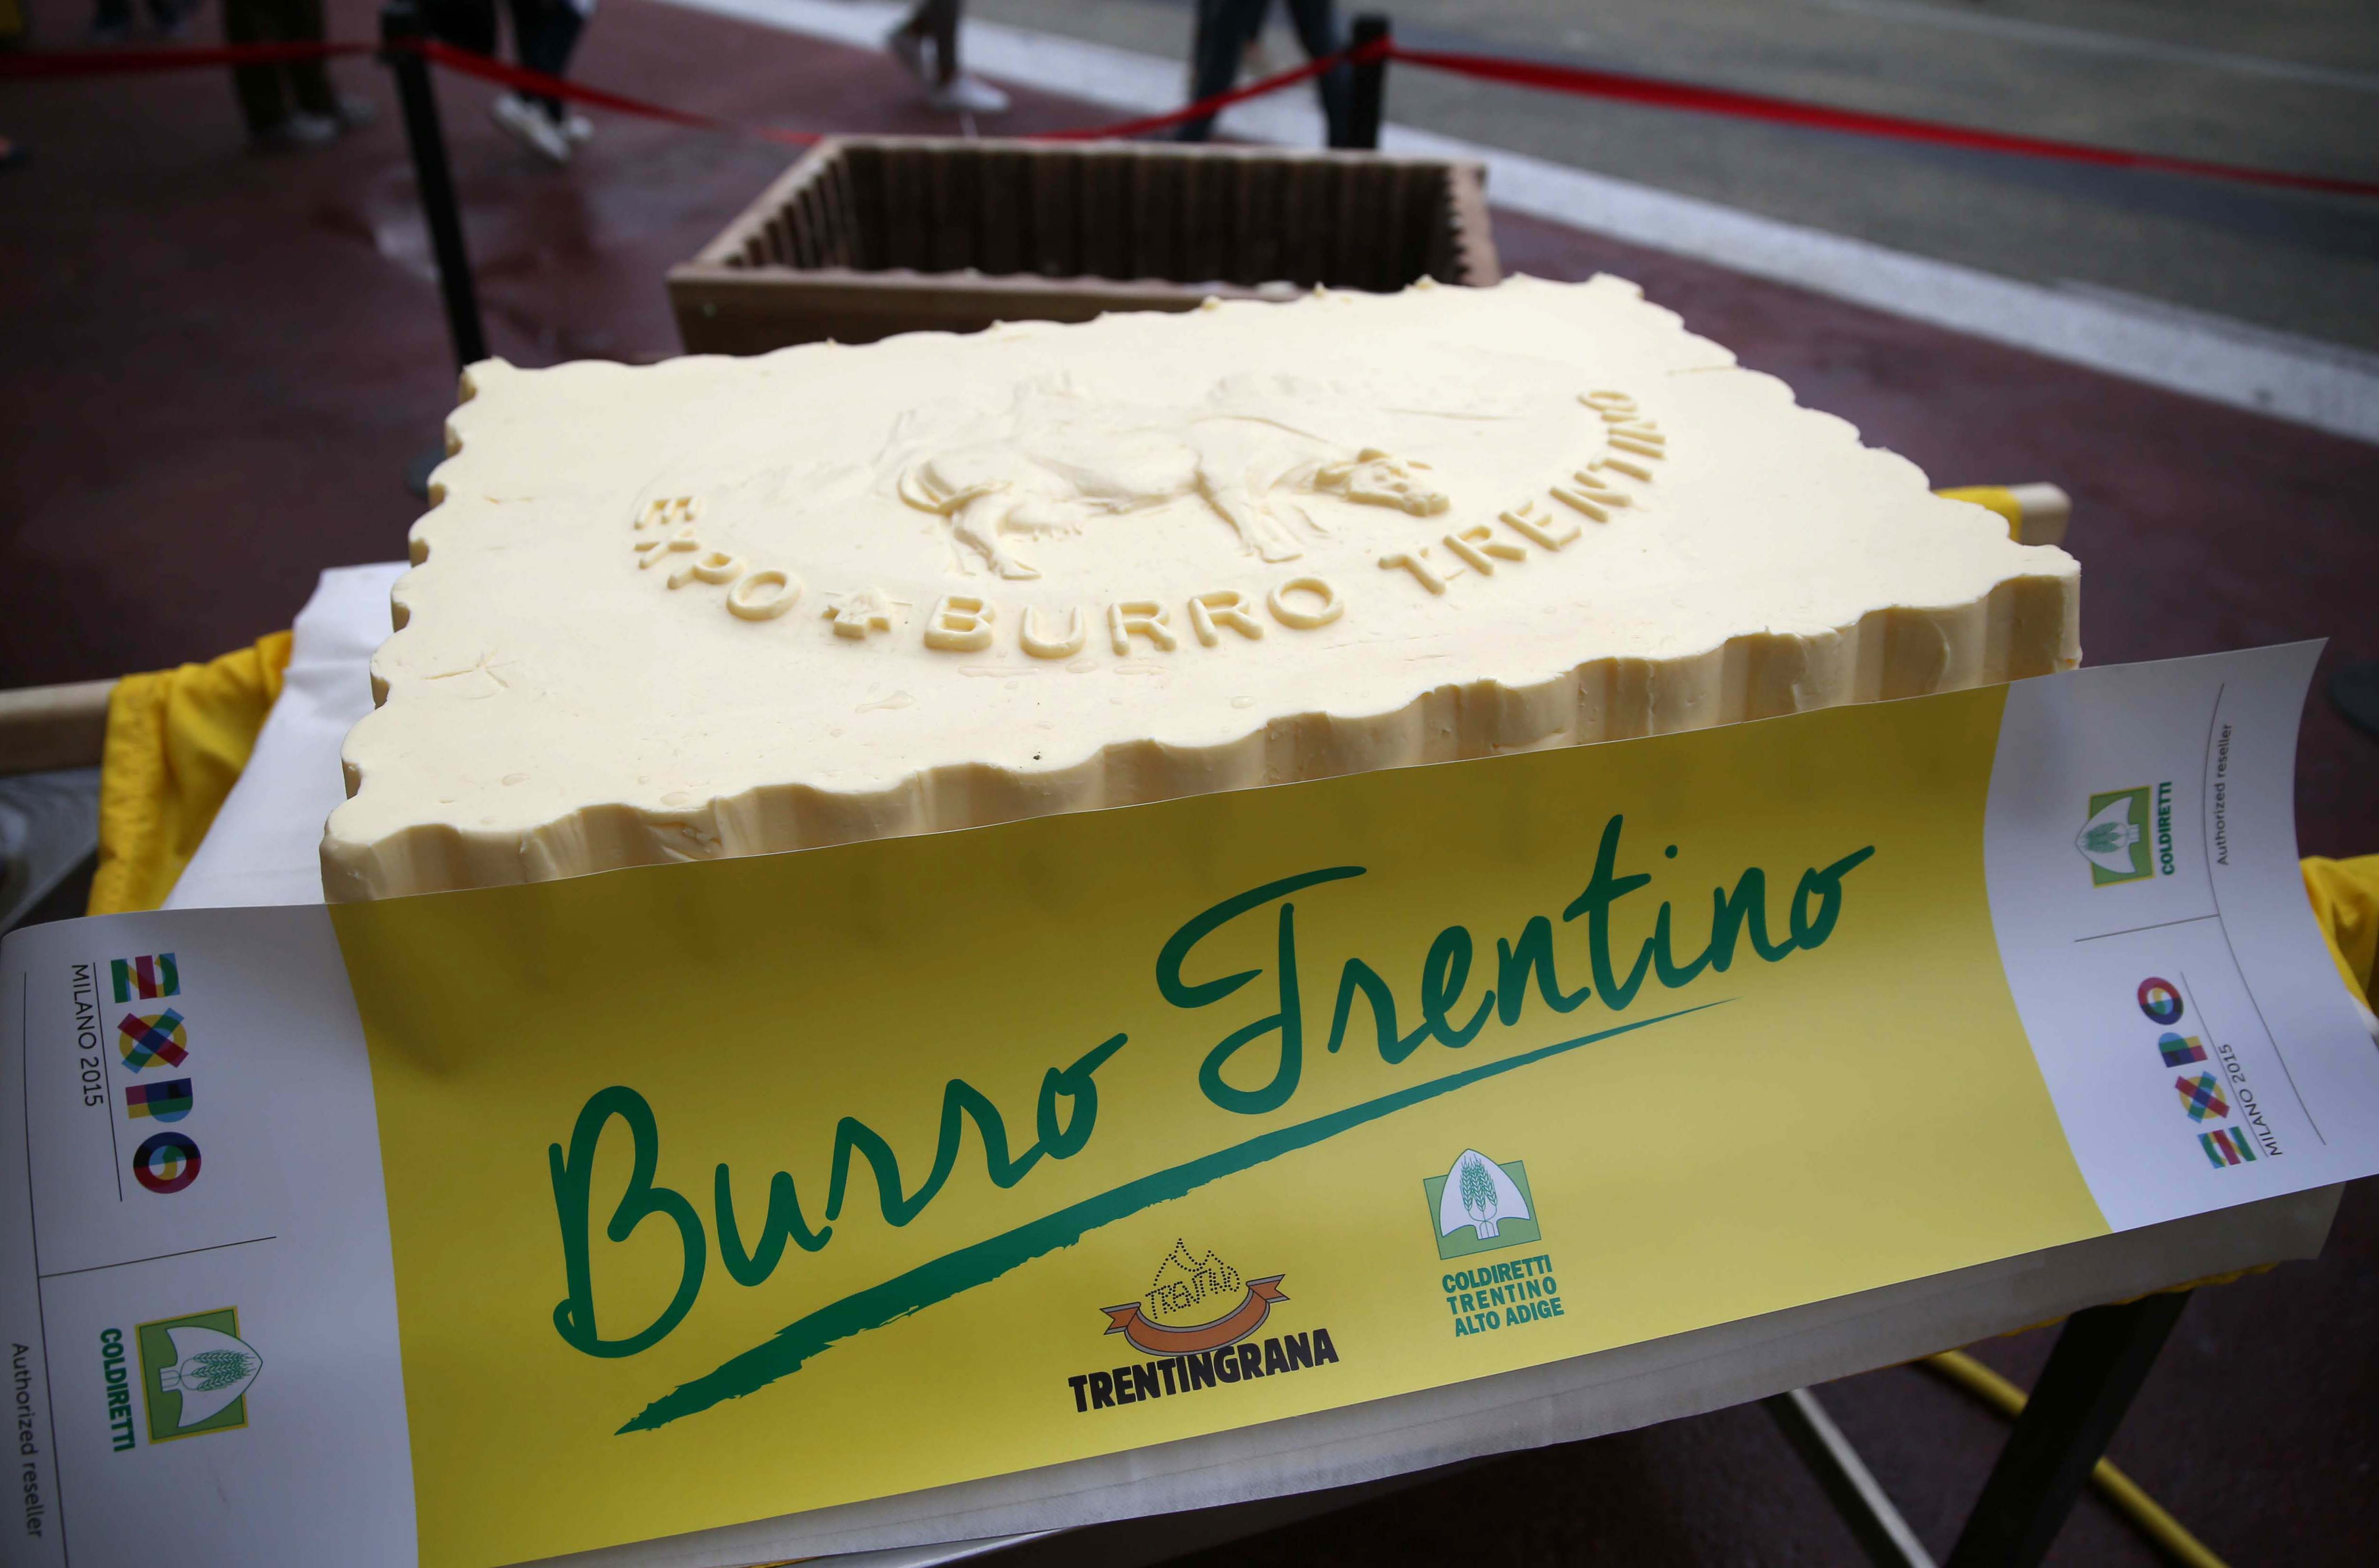 EXPO BURRO TRENTINO
Burro Trentino
TRENTINO
TRENTINGRANA
COLDIRETTI
TRENTINO
ALTO ADIGE
EXPO
MILANO 2015
COLDIRETTI
Authorized reseller
COLDIRETTI
Authorized reseller
EXPO
MILANO 2015